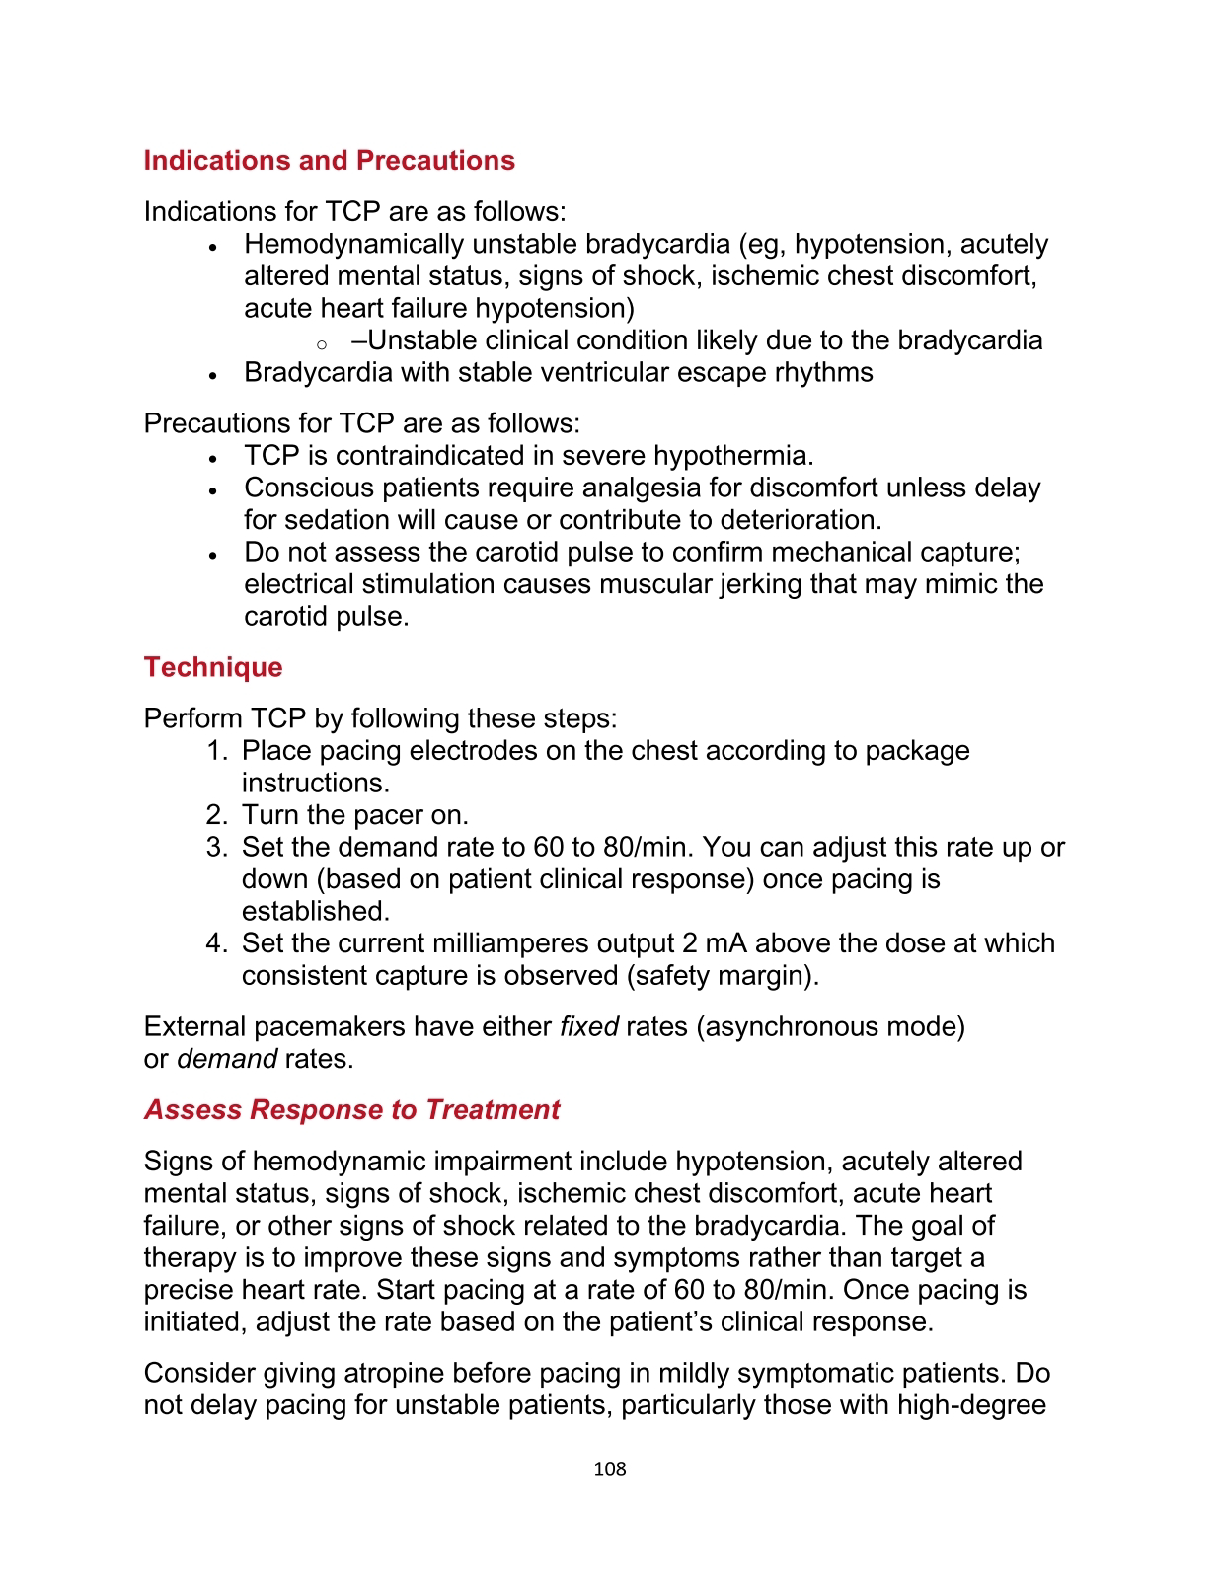 Indications and Precautions
Indications for TCP are as follows:
• Hemodynamically unstable bradycardia (eg, hypotension, acutely
altered mental status, signs of shock, ischemic chest discomfort,
acute heart failure hypotension)
○ –Unstable clinical condition likely due to the bradycardia
• Bradycardia with stable ventricular escape rhythms
Precautions for TCP are as follows:
• TCP is contraindicated in severe hypothermia.
• Conscious patients require analgesia for discomfort unless delay
for sedation will cause or contribute to deterioration.
• Do not assess the carotid pulse to confirm mechanical capture;
electrical stimulation causes muscular jerking that may mimic the
carotid pulse.
Technique
Perform TCP by following these steps:
1. Place pacing electrodes on the chest according to package
instructions.
2. Turn the pacer on.
3. Set the demand rate to 60 to 80/min. You can adjust this rate up or
down (based on patient clinical response) once pacing is
established.
4. Set the current milliamperes output 2 mA above the dose at which
consistent capture is observed (safety margin).
External pacemakers have either fixed rates (asynchronous mode)
or demand rates.
Assess Response to Treatment
Signs of hemodynamic impairment include hypotension, acutely altered
mental status, signs of shock, ischemic chest discomfort, acute heart
failure, or other signs of shock related to the bradycardia. The goal of
therapy is to improve these signs and symptoms rather than target a
precise heart rate. Start pacing at a rate of 60 to 80/min. Once pacing is
initiated, adjust the rate based on the patient’s clinical response.
Consider giving atropine before pacing in mildly symptomatic patients. Do
not delay pacing for unstable patients, particularly those with high-degree
108